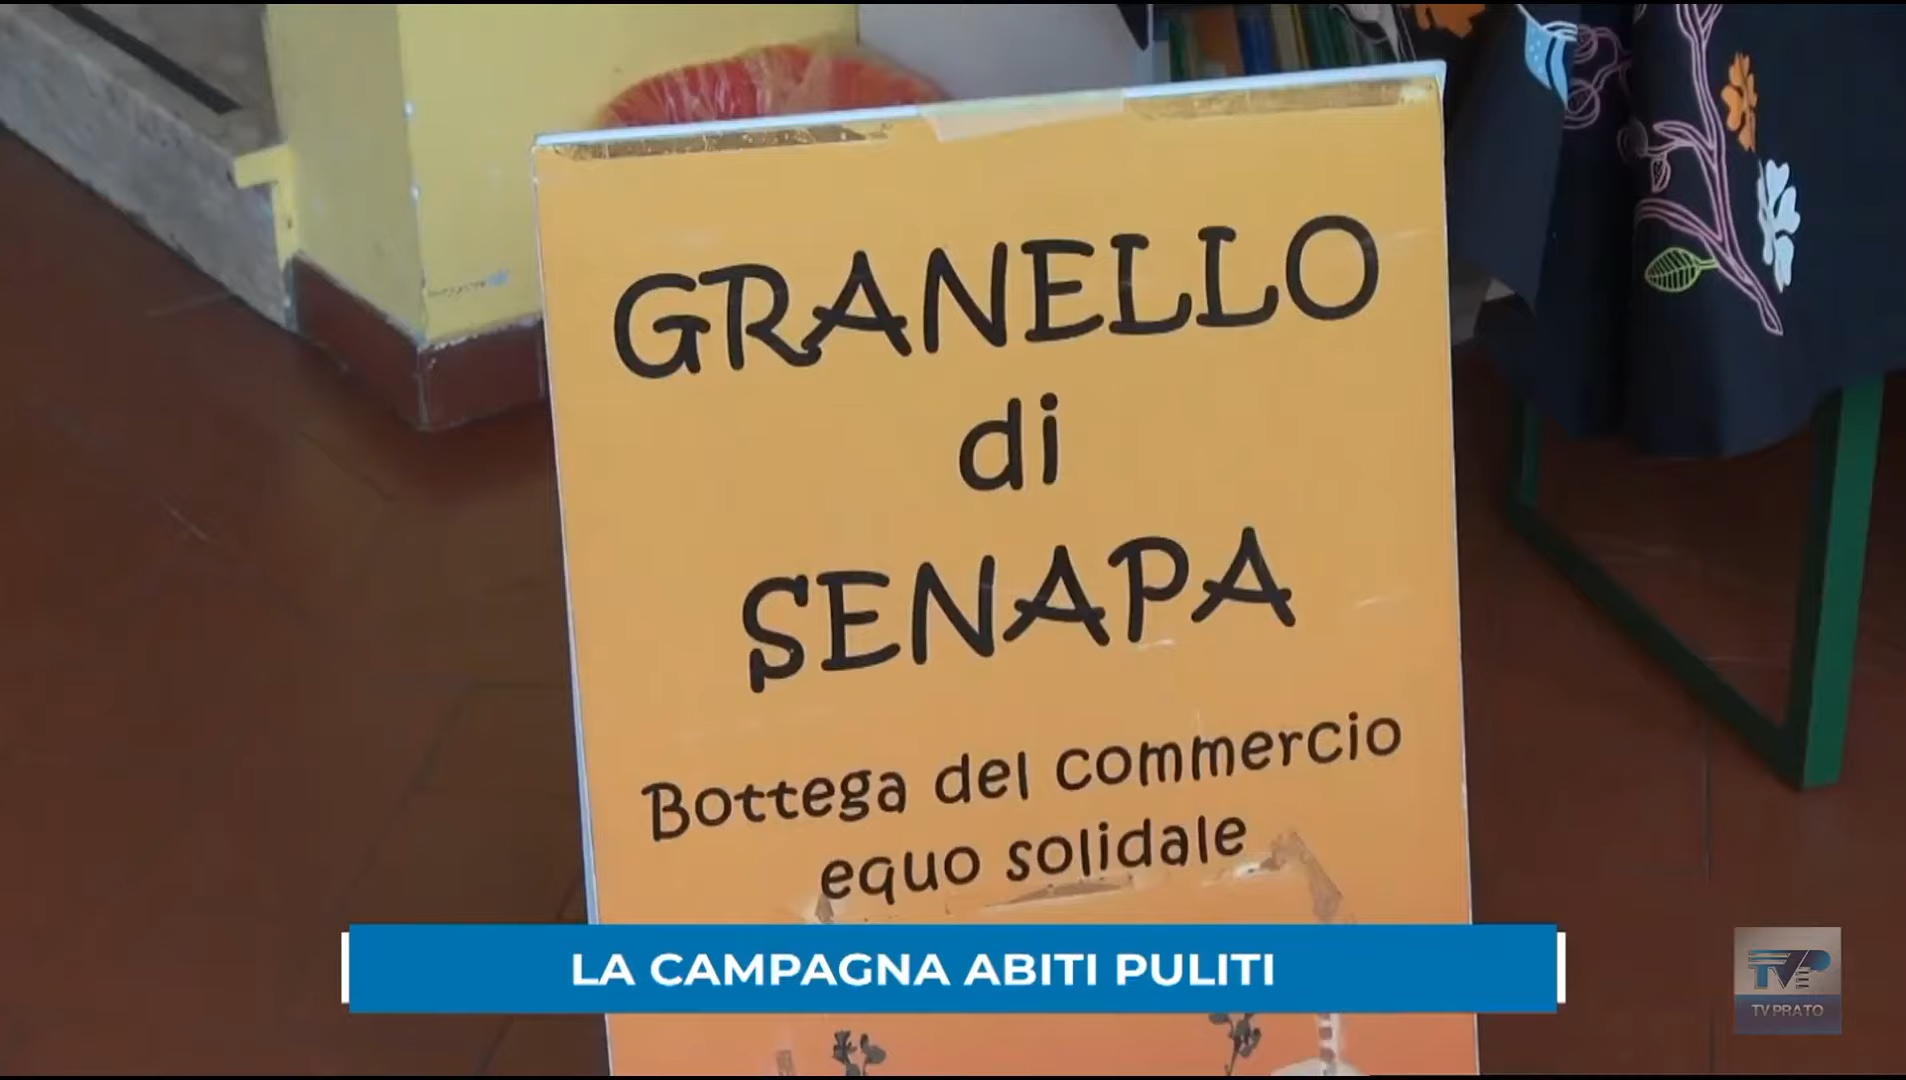 GRANELLO
di
SENAPA
Bottega del commercio
equo solidale
LA CAMPAGNA ABITI PULITI
TV PRATO